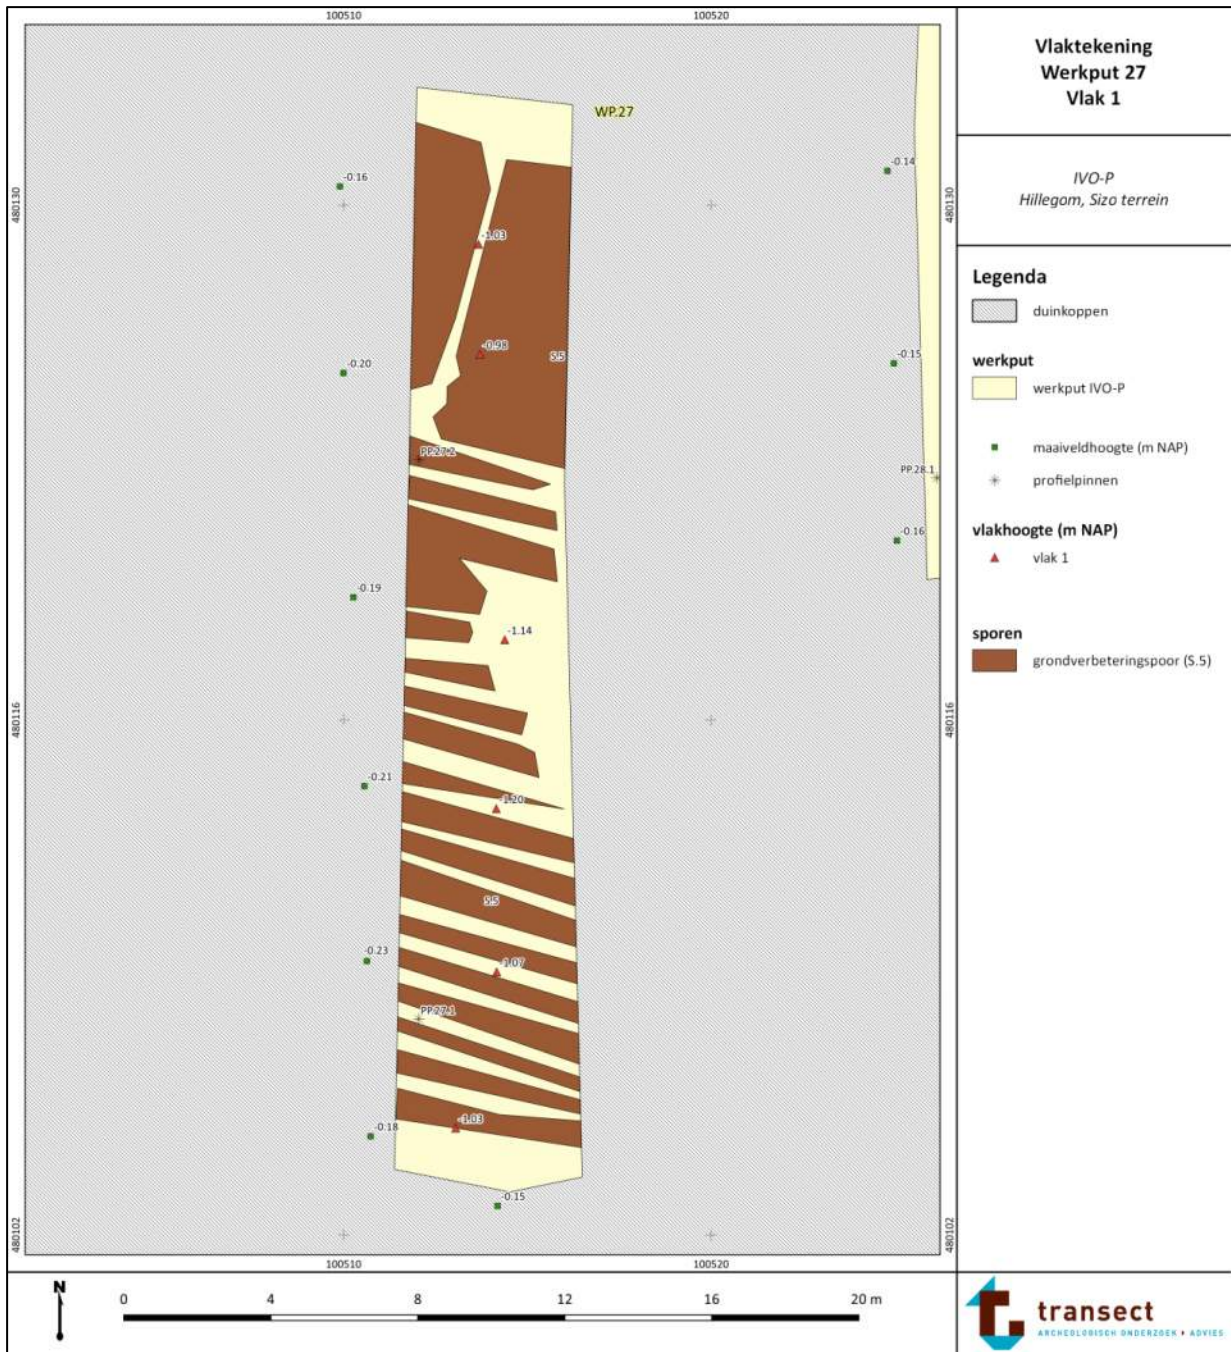 100510
100520
WP.27
-0.14
-0.16
480130
480130
-1.03
-0.98
S.5
-0.15
-0.20
PP.27.2
PP.28.1
-0.16
-0.19
-1.14
480116
480116
-0.21
-1.20
S.5
-0.23
-1.07
PP.27.1
-0.18
-1.03
-0.15
480102
480102
100510
100520
N
0
4
8
12
16
20 m
Vlaktekening
Werkput 27
Vlak 1
IVO-P
Hillegom, Sizo terrein
Legenda
duinkoppen
werkput
werkput IVO-P
maaiveldhoogte (m NAP)
profielpinnen
vlakhoogte (m NAP)
vlak 1
sporen
grondverbeteringspoor (S.5)
transect
ARCHEOLOGISCH ONDERZOEK + ADVIES